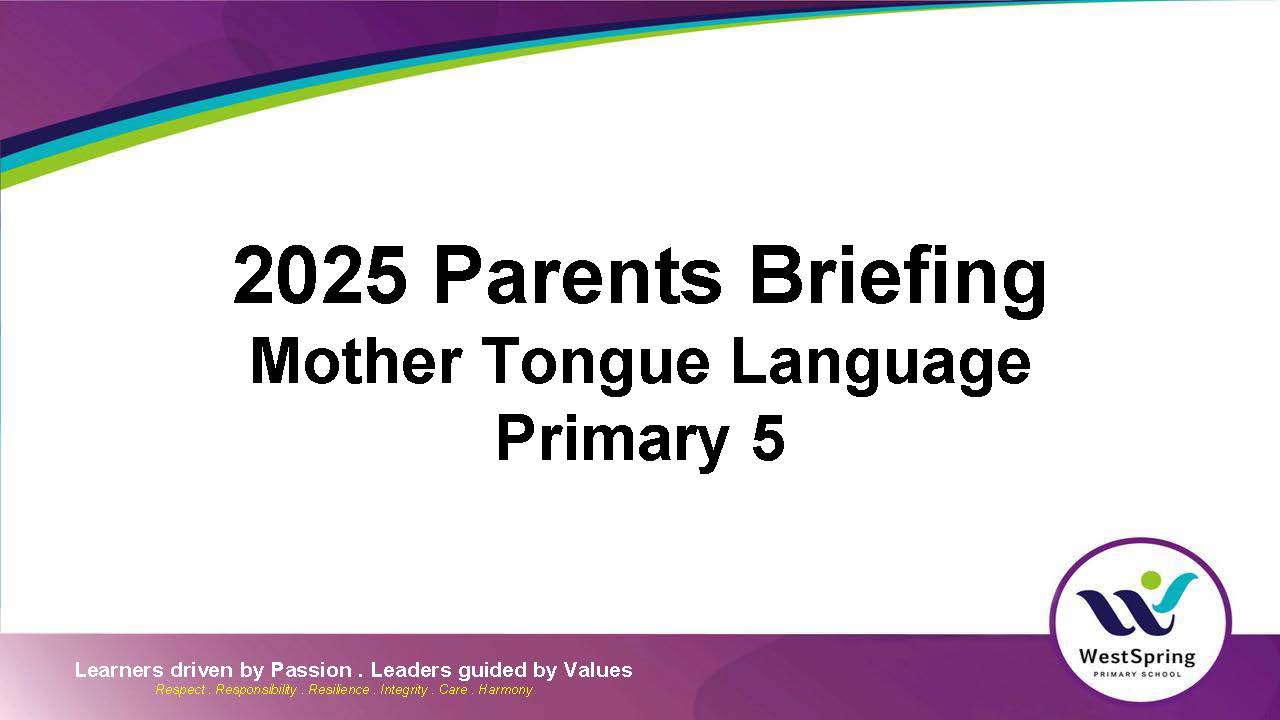 2025 Parents Briefing
Mother Tongue Language
Primary 5
Learners driven by Passion . Leaders guided by Values
Respect . Responsibility . Resilience . Integrity . Care . Harmony
WestSpring
PRIMARY SCHOOL